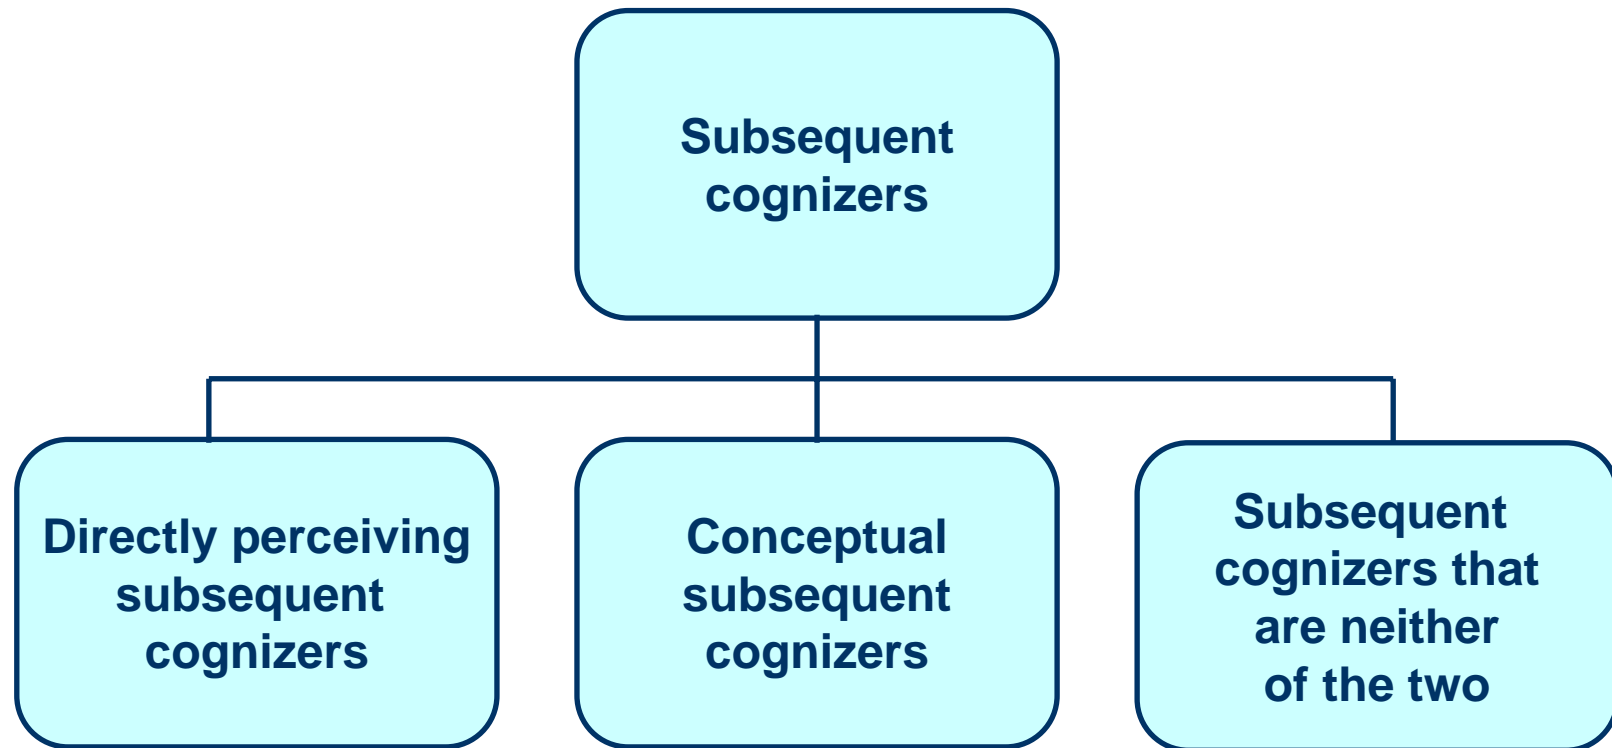 Subsequent
cognizers
Directly perceiving
subsequent
cognizers
Conceptual
subsequent
cognizers
Subsequent
cognizers that
are neither
of the two